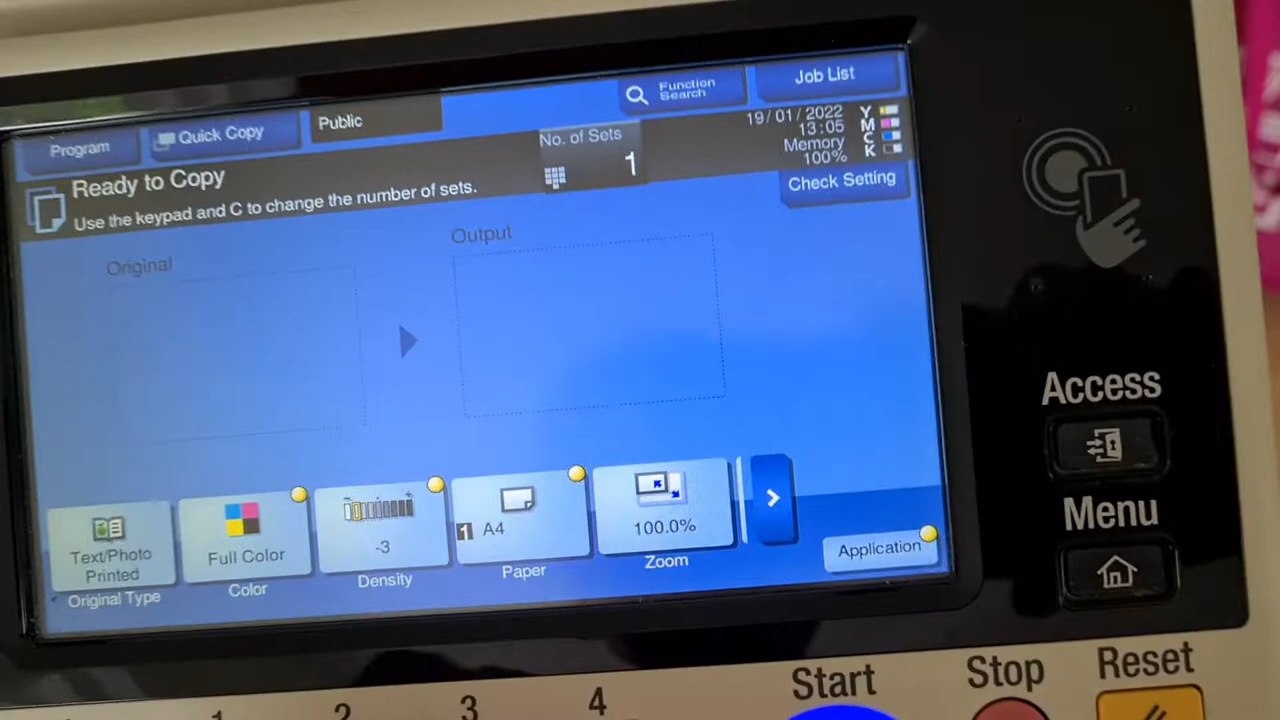 Function
Search
Job List
Program
Quick Copy
Public
No. of Sets
1
19/01/2022
13:05
Memory
100%
Y
M
C
K
Ready to Copy
Use the keypad and C to change the number of sets.
Check Setting
Original
Output
Text/Photo
Printed
Original Type
Full Color
Color
-3
Density
1 A4
Paper
100.0%
Zoom
Application
Access
Menu
1
2
3
4
Start
Stop
Reset